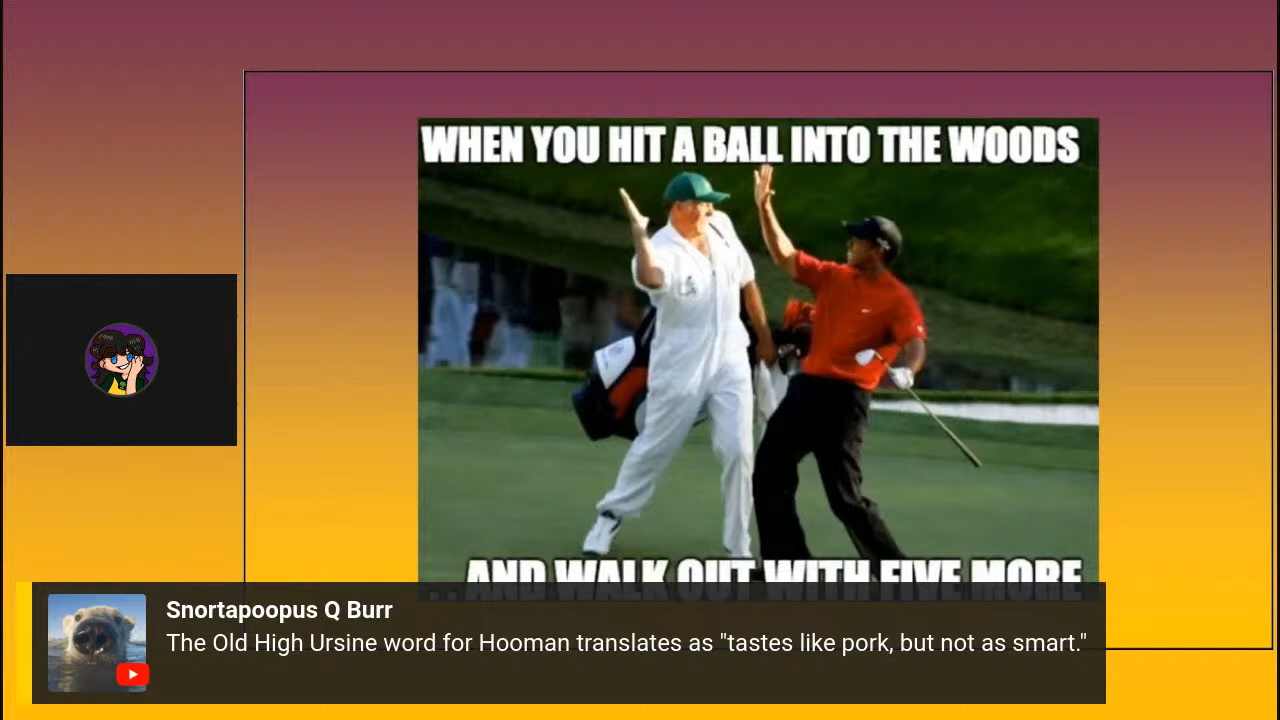 WHEN YOU HIT A BALL INTO THE WOODS
... AND WALK OUT WITH FIVE MORE
Snortapoopus Q Burr
The Old High Ursine word for Hooman translates as "tastes like pork, but not as smart."